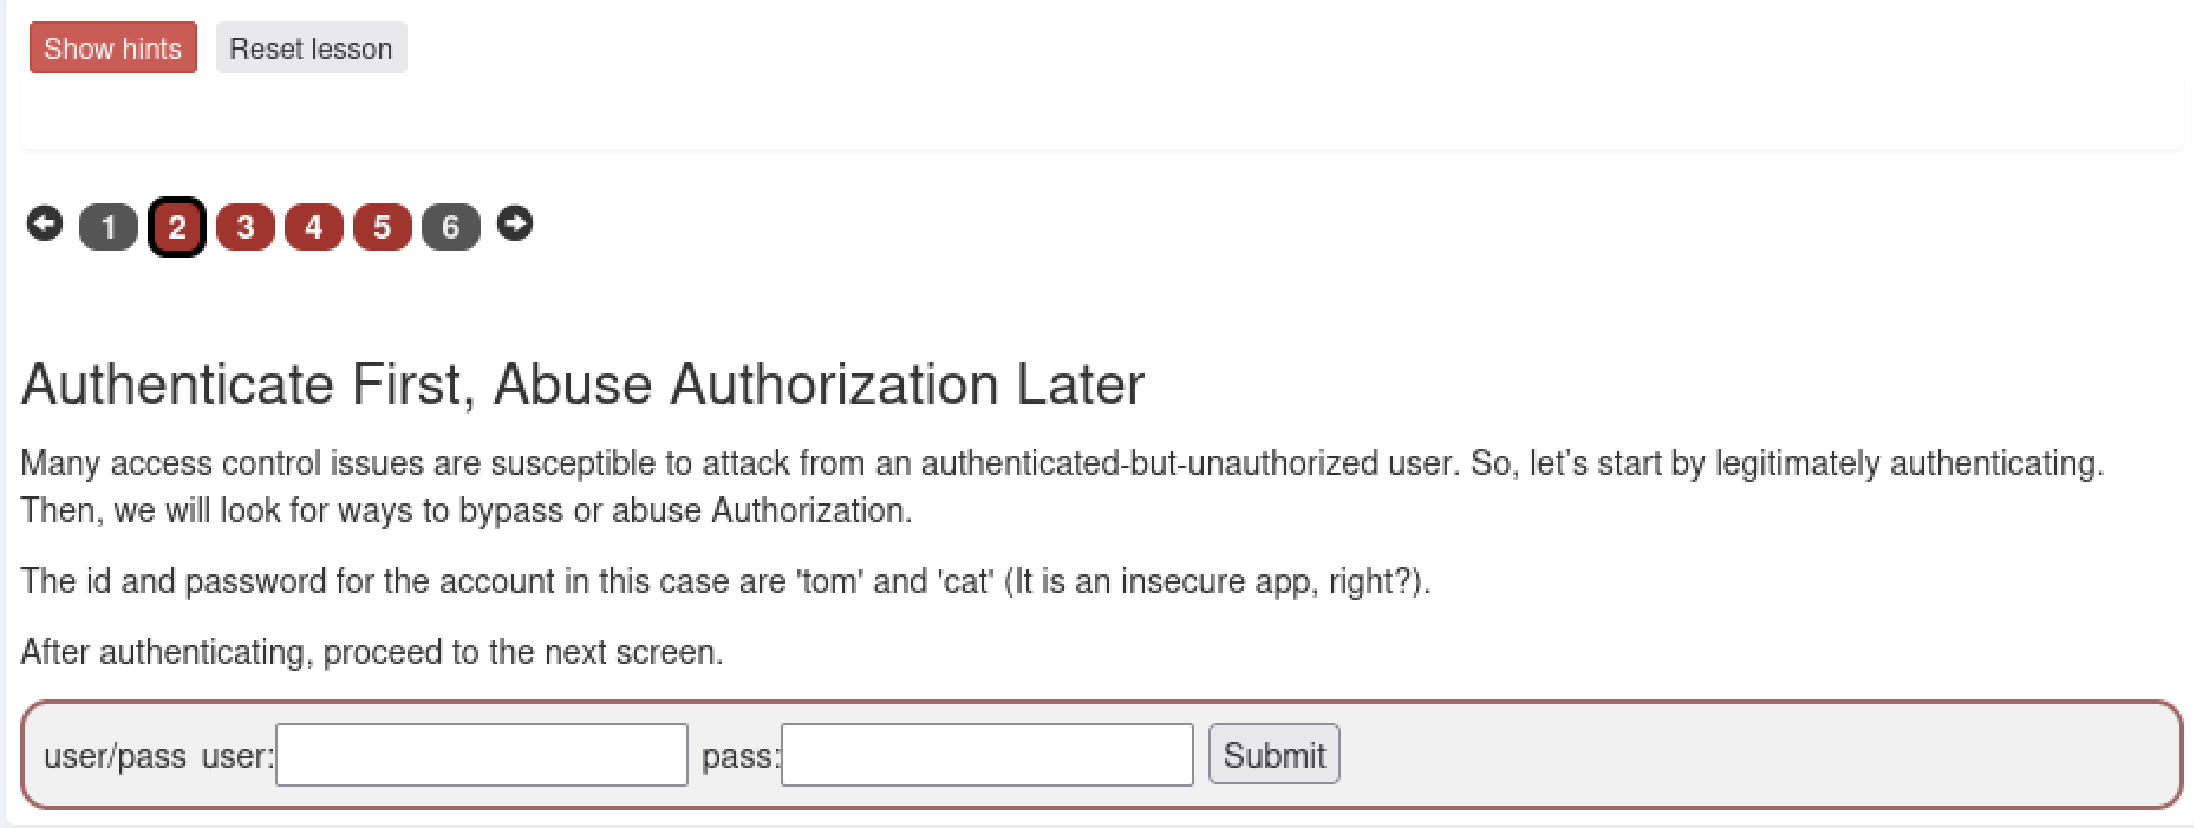 Show hints Reset lesson
1 2 3 4 5 6
Authenticate First, Abuse Authorization Later
Many access control issues are susceptible to attack from an authenticated-but-unauthorized user. So, let's start by legitimately authenticating.
Then, we will look for ways to bypass or abuse Authorization.
The id and password for the account in this case are 'tom' and 'cat' (It is an insecure app, right?).
After authenticating, proceed to the next screen.
user/pass user: pass: Submit